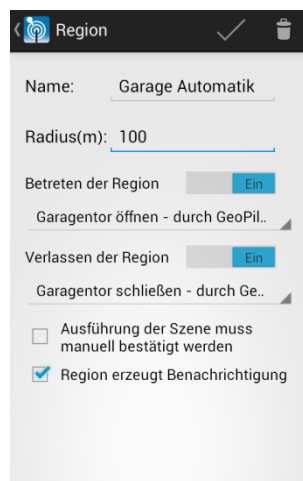 Region
Name: Garage Automatik
Radius(m): 100
Betreten der Region Ein
Garagentor öffnen - durch GeoPil..
Verlassen der Region Ein
Garagentor schließen - durch Ge..
Ausführung der Szene muss
manuell bestätigt werden
Region erzeugt Benachrichtigung